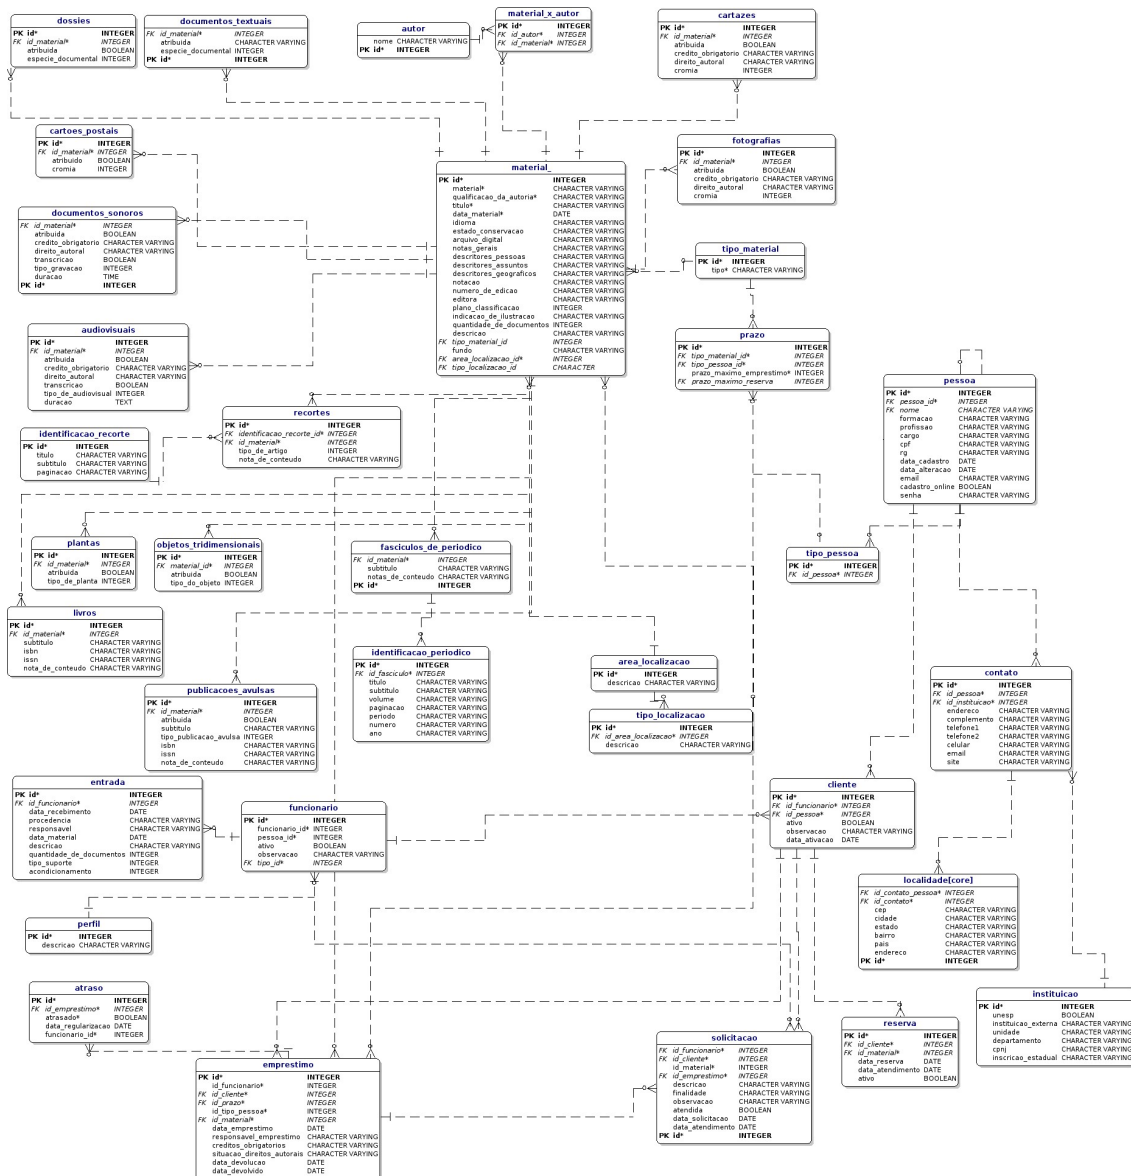 dossies
PK id* INTEGER
FK id_material* INTEGER
atribuida BOOLEAN
especie_documental INTEGER
documentos_textuais
FK id_material* INTEGER
atribuida CHARACTER VARYING
especie_documental INTEGER
PK id* INTEGER
autor
nome CHARACTER VARYING
PK id* INTEGER
material_x_autor
PK id* INTEGER
FK id_autor* INTEGER
FK id_material* INTEGER
cartazes
PK id* INTEGER
FK id_material* INTEGER
atribuida BOOLEAN
credito_obrigatorio CHARACTER VARYING
direito_autoral CHARACTER VARYING
cromia INTEGER
cartoes_postais
PK id* INTEGER
FK id_material* INTEGER
atribuido BOOLEAN
cromia INTEGER
fotografias
PK id* INTEGER
FK id_material* INTEGER
atribuida BOOLEAN
credito_obrigatorio CHARACTER VARYING
direito_autoral CHARACTER VARYING
cromia INTEGER
material_
PK id* INTEGER
material* CHARACTER VARYING
qualificacao_da_autoria* CHARACTER VARYING
titulo* CHARACTER VARYING
data_material* DATE
idioma CHARACTER VARYING
estado_conservacao CHARACTER VARYING
arquivo_digital CHARACTER VARYING
notas_gerais CHARACTER VARYING
descritores_pessoas CHARACTER VARYING
descritores_assuntos CHARACTER VARYING
descritores_geograficos CHARACTER VARYING
notacao CHARACTER VARYING
numero_de_edicao CHARACTER VARYING
editora CHARACTER VARYING
plano_classificacao INTEGER
indicacao_de_ilustracao CHARACTER VARYING
quantidade_de_documentos INTEGER
descricao CHARACTER VARYING
FK tipo_material_id INTEGER
fundo CHARACTER VARYING
FK area_localizacao_id* INTEGER
FK tipo_localizacao_id CHARACTER
documentos_sonoros
FK id_material* INTEGER
atribuida BOOLEAN
credito_obrigatorio CHARACTER VARYING
direito_autoral CHARACTER VARYING
transcricao BOOLEAN
tipo_gravacao INTEGER
duracao TIME
PK id* INTEGER
tipo_material
PK id* INTEGER
tipo* CHARACTER VARYING
audiovisuais
PK id* INTEGER
FK id_material* INTEGER
atribuida BOOLEAN
credito_obrigatorio CHARACTER VARYING
direito_autoral CHARACTER VARYING
transcricao BOOLEAN
tipo_de_audiovisual INTEGER
duracao TEXT
prazo
PK id* INTEGER
FK tipo_material_id* INTEGER
FK tipo_pessoa_id* INTEGER
prazo_maximo_emprestimo* INTEGER
FK prazo_maximo_reserva INTEGER
pessoa
PK id* INTEGER
FK pessoa_id* INTEGER
FK nome CHARACTER VARYING
formacao CHARACTER VARYING
profissao CHARACTER VARYING
cargo CHARACTER VARYING
cpf CHARACTER VARYING
rg CHARACTER VARYING
data_cadastro DATE
data_alteracao DATE
email CHARACTER VARYING
cadastro_online BOOLEAN
senha CHARACTER VARYING
recortes
PK id* INTEGER
FK identificacao_recorte_id* INTEGER
FK id_material* INTEGER
tipo_de_artigo INTEGER
nota_de_conteudo CHARACTER VARYING
identificacao_recorte
PK id* INTEGER
titulo CHARACTER VARYING
subtitulo CHARACTER VARYING
paginacao CHARACTER VARYING
plantas
PK id* INTEGER
FK id_material* INTEGER
atribuida BOOLEAN
tipo_de_planta INTEGER
objetos_tridimensionais
PK id* INTEGER
FK material_id* INTEGER
atribuida BOOLEAN
tipo_do_objeto INTEGER
fasciculos_de_periodico
FK id_material* INTEGER
subtitulo CHARACTER VARYING
notas_de_conteudo CHARACTER VARYING
PK id* INTEGER
tipo_pessoa
PK id* INTEGER
FK id_pessoa* INTEGER
livros
PK id* INTEGER
FK id_material* INTEGER
subtitulo CHARACTER VARYING
isbn CHARACTER VARYING
issn CHARACTER VARYING
nota_de_conteudo CHARACTER VARYING
identificacao_periodico
PK id* INTEGER
FK id_fasciculo* INTEGER
titulo CHARACTER VARYING
subtitulo CHARACTER VARYING
volume CHARACTER VARYING
paginacao CHARACTER VARYING
periodo CHARACTER VARYING
numero CHARACTER VARYING
ano CHARACTER VARYING
area_localizacao
PK id* INTEGER
descricao CHARACTER VARYING
tipo_localizacao
PK id* INTEGER
FK id_area_localizacao* INTEGER
descricao CHARACTER VARYING
contato
PK id* INTEGER
FK id_pessoa* INTEGER
FK id_instituicao* INTEGER
endereco CHARACTER VARYING
complemento CHARACTER VARYING
telefone1 CHARACTER VARYING
telefone2 CHARACTER VARYING
celular CHARACTER VARYING
email CHARACTER VARYING
site CHARACTER VARYING
publicacoes_avulsas
PK id* INTEGER
FK id_material* INTEGER
atribuida BOOLEAN
subtitulo CHARACTER VARYING
tipo_publicacao_avulsa INTEGER
isbn CHARACTER VARYING
issn CHARACTER VARYING
nota_de_conteudo CHARACTER VARYING
entrada
PK id* INTEGER
FK id_funcionario* INTEGER
data_recebimento DATE
procedencia CHARACTER VARYING
responsavel CHARACTER VARYING
data_material DATE
descricao CHARACTER VARYING
quantidade_de_documentos INTEGER
tipo_suporte INTEGER
acondicionamento INTEGER
funcionario
PK id* INTEGER
funcionario_id* INTEGER
pessoa_id* INTEGER
ativo BOOLEAN
observacao CHARACTER VARYING
FK tipo_id* INTEGER
cliente
PK id* INTEGER
FK id_funcionario* INTEGER
FK id_pessoa* INTEGER
ativo BOOLEAN
observacao CHARACTER VARYING
data_ativacao DATE
localidade[core]
FK id_contato_pessoa* INTEGER
FK id_contato* INTEGER
cep CHARACTER VARYING
cidade CHARACTER VARYING
estado CHARACTER VARYING
bairro CHARACTER VARYING
pais CHARACTER VARYING
endereco CHARACTER VARYING
PK id* INTEGER
perfil
PK id* INTEGER
descricao CHARACTER VARYING
atraso
PK id* INTEGER
FK id_emprestimo* INTEGER
atrasado* BOOLEAN
data_regularizacao DATE
funcionario_id* INTEGER
instituicao
PK id* INTEGER
unesp BOOLEAN
instituicao_externa CHARACTER VARYING
unidade CHARACTER VARYING
departamento CHARACTER VARYING
cpnj CHARACTER VARYING
inscricao_estadual CHARACTER VARYING
reserva
PK id* INTEGER
FK id_cliente* INTEGER
FK id_material* INTEGER
data_reserva DATE
data_atendimento DATE
ativo BOOLEAN
solicitacao
FK id_funcionario* INTEGER
FK id_cliente* INTEGER
id_material* INTEGER
FK id_emprestimo* INTEGER
descricao CHARACTER VARYING
finalidade CHARACTER VARYING
observacao CHARACTER VARYING
atendida BOOLEAN
data_solicitacao DATE
data_atendimento DATE
PK id* INTEGER
emprestimo
PK id* INTEGER
id_funcionario* INTEGER
FK id_cliente* INTEGER
FK id_prazo* INTEGER
id_tipo_pessoa* INTEGER
FK id_material* INTEGER
data_emprestimo DATE
responsavel_emprestimo CHARACTER VARYING
creditos_obrigatorios CHARACTER VARYING
situacao_direitos_autorais CHARACTER VARYING
data_devolucao DATE
data_devolvido DATE